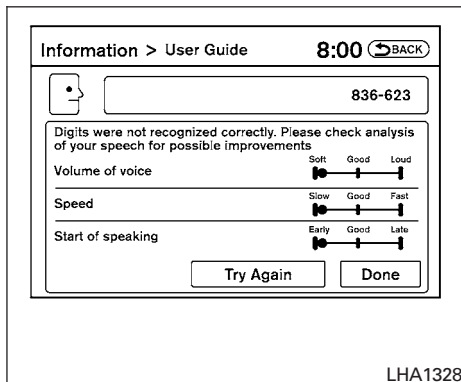 Information > User Guide 8:00 BACK
836-623
Digits were not recognized correctly. Please check analysis
of your speech for possible improvements
Soft Good Loud
Volume of voice
Slow Good Fast
Speed
Early Good Late
Start of speaking
Try Again Done
LHA1328